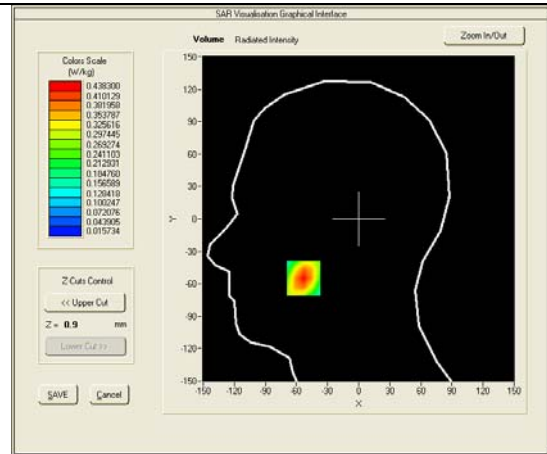 SAR Visualisation Graphical Interface
Volume Radiated Intensity
Zoom In/Out
Colors Scale
(W/kg)
0.438300
0.410129
0.381958
0.353787
0.325616
0.297445
0.269274
0.241103
0.212931
0.184760
0.156589
0.128418
0.100247
0.072076
0.043905
0.015734
Z Cuts Control
<< Upper Cut
Z = 0.9 mm
Lower Cut >>
SAVE Cancel
150-
120-
90-
60-
30-
0-
-30-
-60-
-90-
-120-
-150-
Y
-150 -120 -90 -60 -30 0 30 60 90 120 150
X